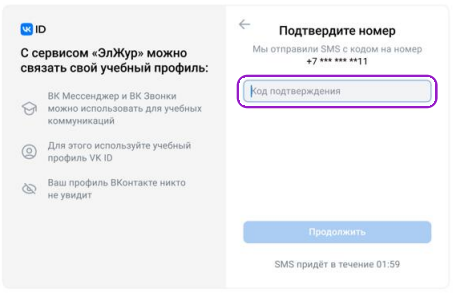 VK ID
С сервисом «ЭлЖур» можно
связать свой учебный профиль:
ВК Мессенджер и ВК Звонки
можно использовать для учебных
коммуникаций
Для этого используйте учебный
профиль VK ID
Ваш профиль ВКонтакте никто
не увидит
Подтвердите номер
Мы отправили SMS с кодом на номер
+7 *** *** **11
Код подтверждения
Продолжить
SMS придёт в течение 01:59